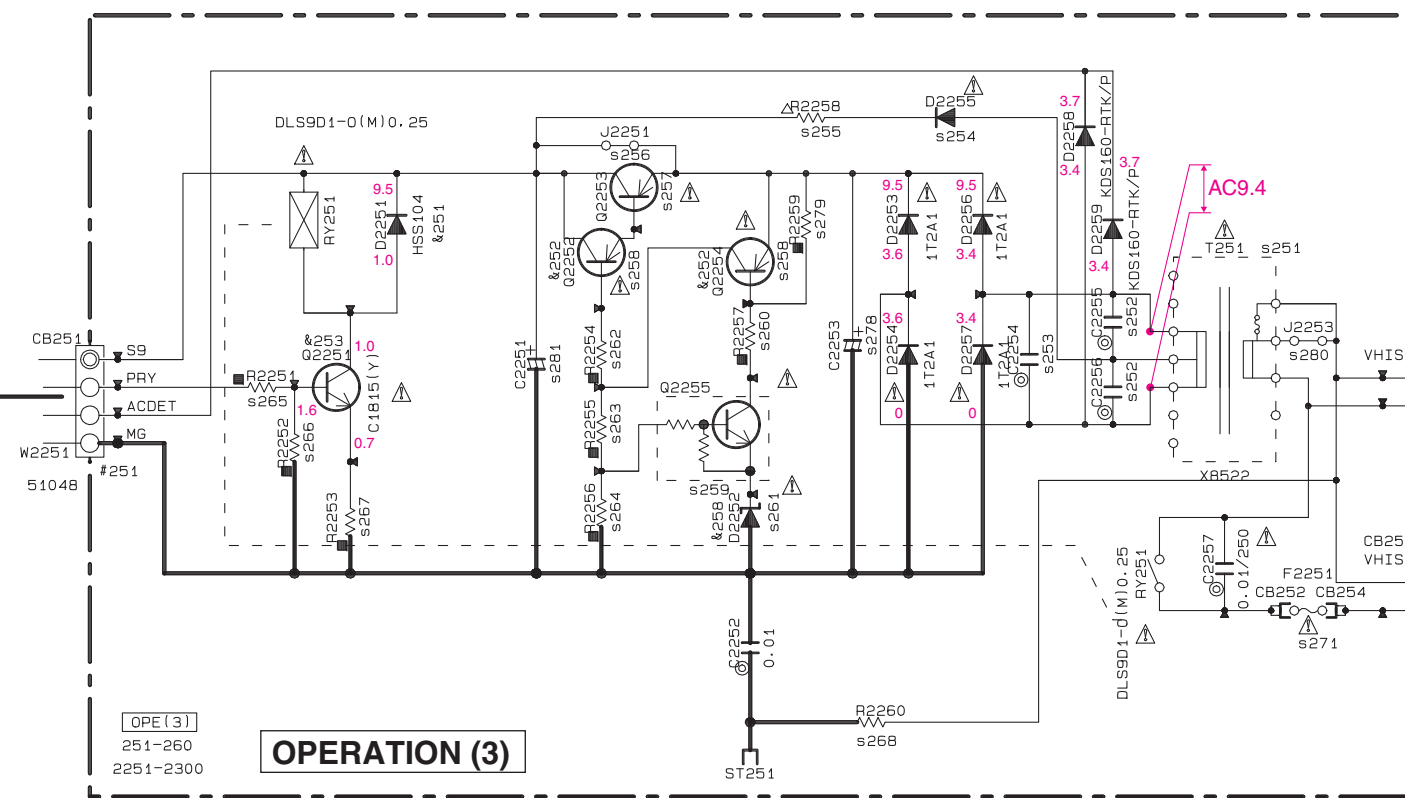 DLS9D1-O(M)0.25
R2258
s255
D2255
s254
3.7
D2258
3.4
KDS160-RTK/P
3.7
D2259
3.4
KDS160-RTK/P
AC9.4
T251
s251
J2251
s256
Q2253
s257
RY251
9.5
D2251
1.0
HSS104
&251
&252
Q2252
s258
&252
Q2254
s258
R2259
s279
9.5
D2253
3.6
1T2A1
9.5
D2256
3.4
1T2A1
3.6
D2254
0
1T2A1
3.4
D2257
0
1T2A1
C2254
s253
C2255
s252
C2256
s252
J2253
s280
VHIS
CB251
S9
PRY
ACDET
MG
W2251
#251
51048
R2251
s265
&253
Q2251
1.0
1.6
0.7
C1815(Y)
R2252
s266
R2253
s267
C2251
+
s281
R2254
s262
R2255
s263
R2256
s264
R2257
s260
Q2255
s259
&258
D2252
s261
C2253
+
s278
X8522
DLS9D1-d(M)0.25
RY251
C2257
0.01/250
F2251
CB252
CB254
s271
CB25
VHIS
C2252
0.01
R2260
s268
ST251
OPE(3)
251-260
2251-2300
OPERATION (3)